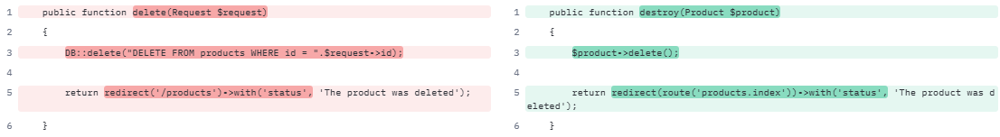 1 public function delete(Request $request)
2 {
3 DB::delete("DELETE FROM products WHERE id = ".$request->id);
4
5 return redirect('/products')->with('status', 'The product was deleted');
6 }
1 public function destroy(Product $product)
2 {
3 $product->delete();
4
5 return redirect(route('products.index'))->with('status', 'The product was d
eleted');
6 }